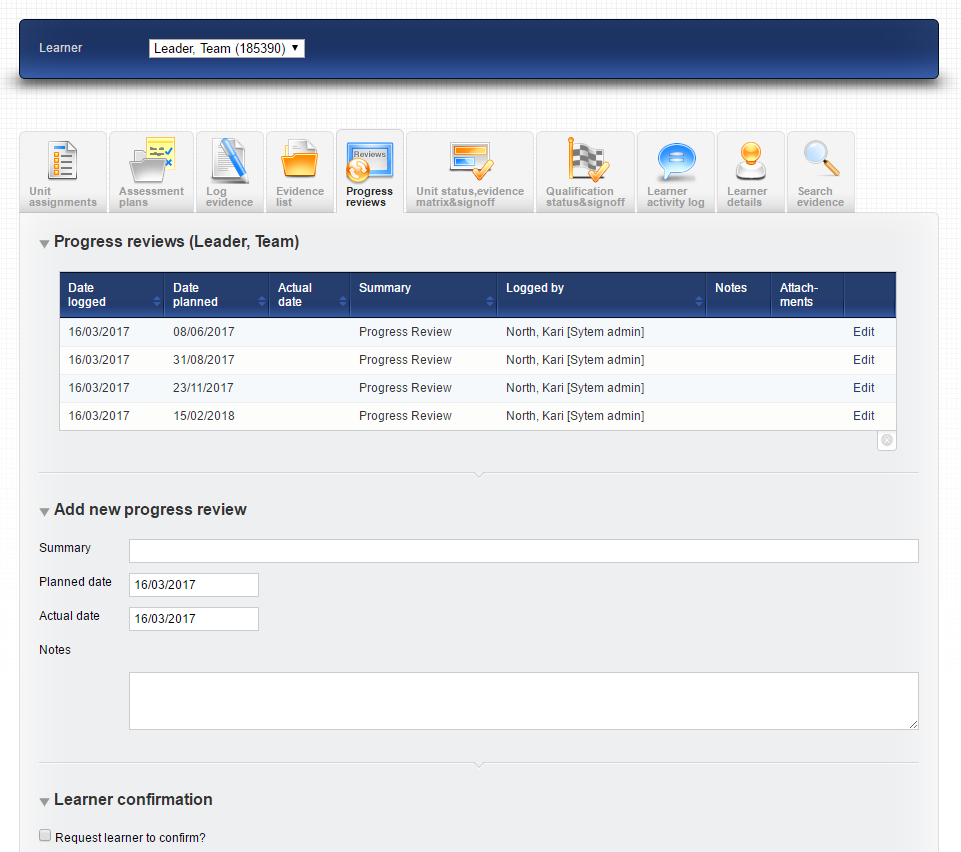 Learner Leader, Team (185390)
Unit assignments
Assessment plans
Log evidence
Reviews
Evidence list
Progress reviews
Unit status,evidence matrix&signoff
Qualification status&signoff
Learner activity log
Learner details
Search evidence
Progress reviews (Leader, Team)
Date logged Date planned Actual date Summary Logged by Notes Attach-ments
16/03/2017 08/06/2017 Progress Review North, Kari [Sytem admin] Edit
16/03/2017 31/08/2017 Progress Review North, Kari [Sytem admin] Edit
16/03/2017 23/11/2017 Progress Review North, Kari [Sytem admin] Edit
16/03/2017 15/02/2018 Progress Review North, Kari [Sytem admin] Edit
Add new progress review
Summary
Planned date 16/03/2017
Actual date 16/03/2017
Notes
Learner confirmation
Request learner to confirm?